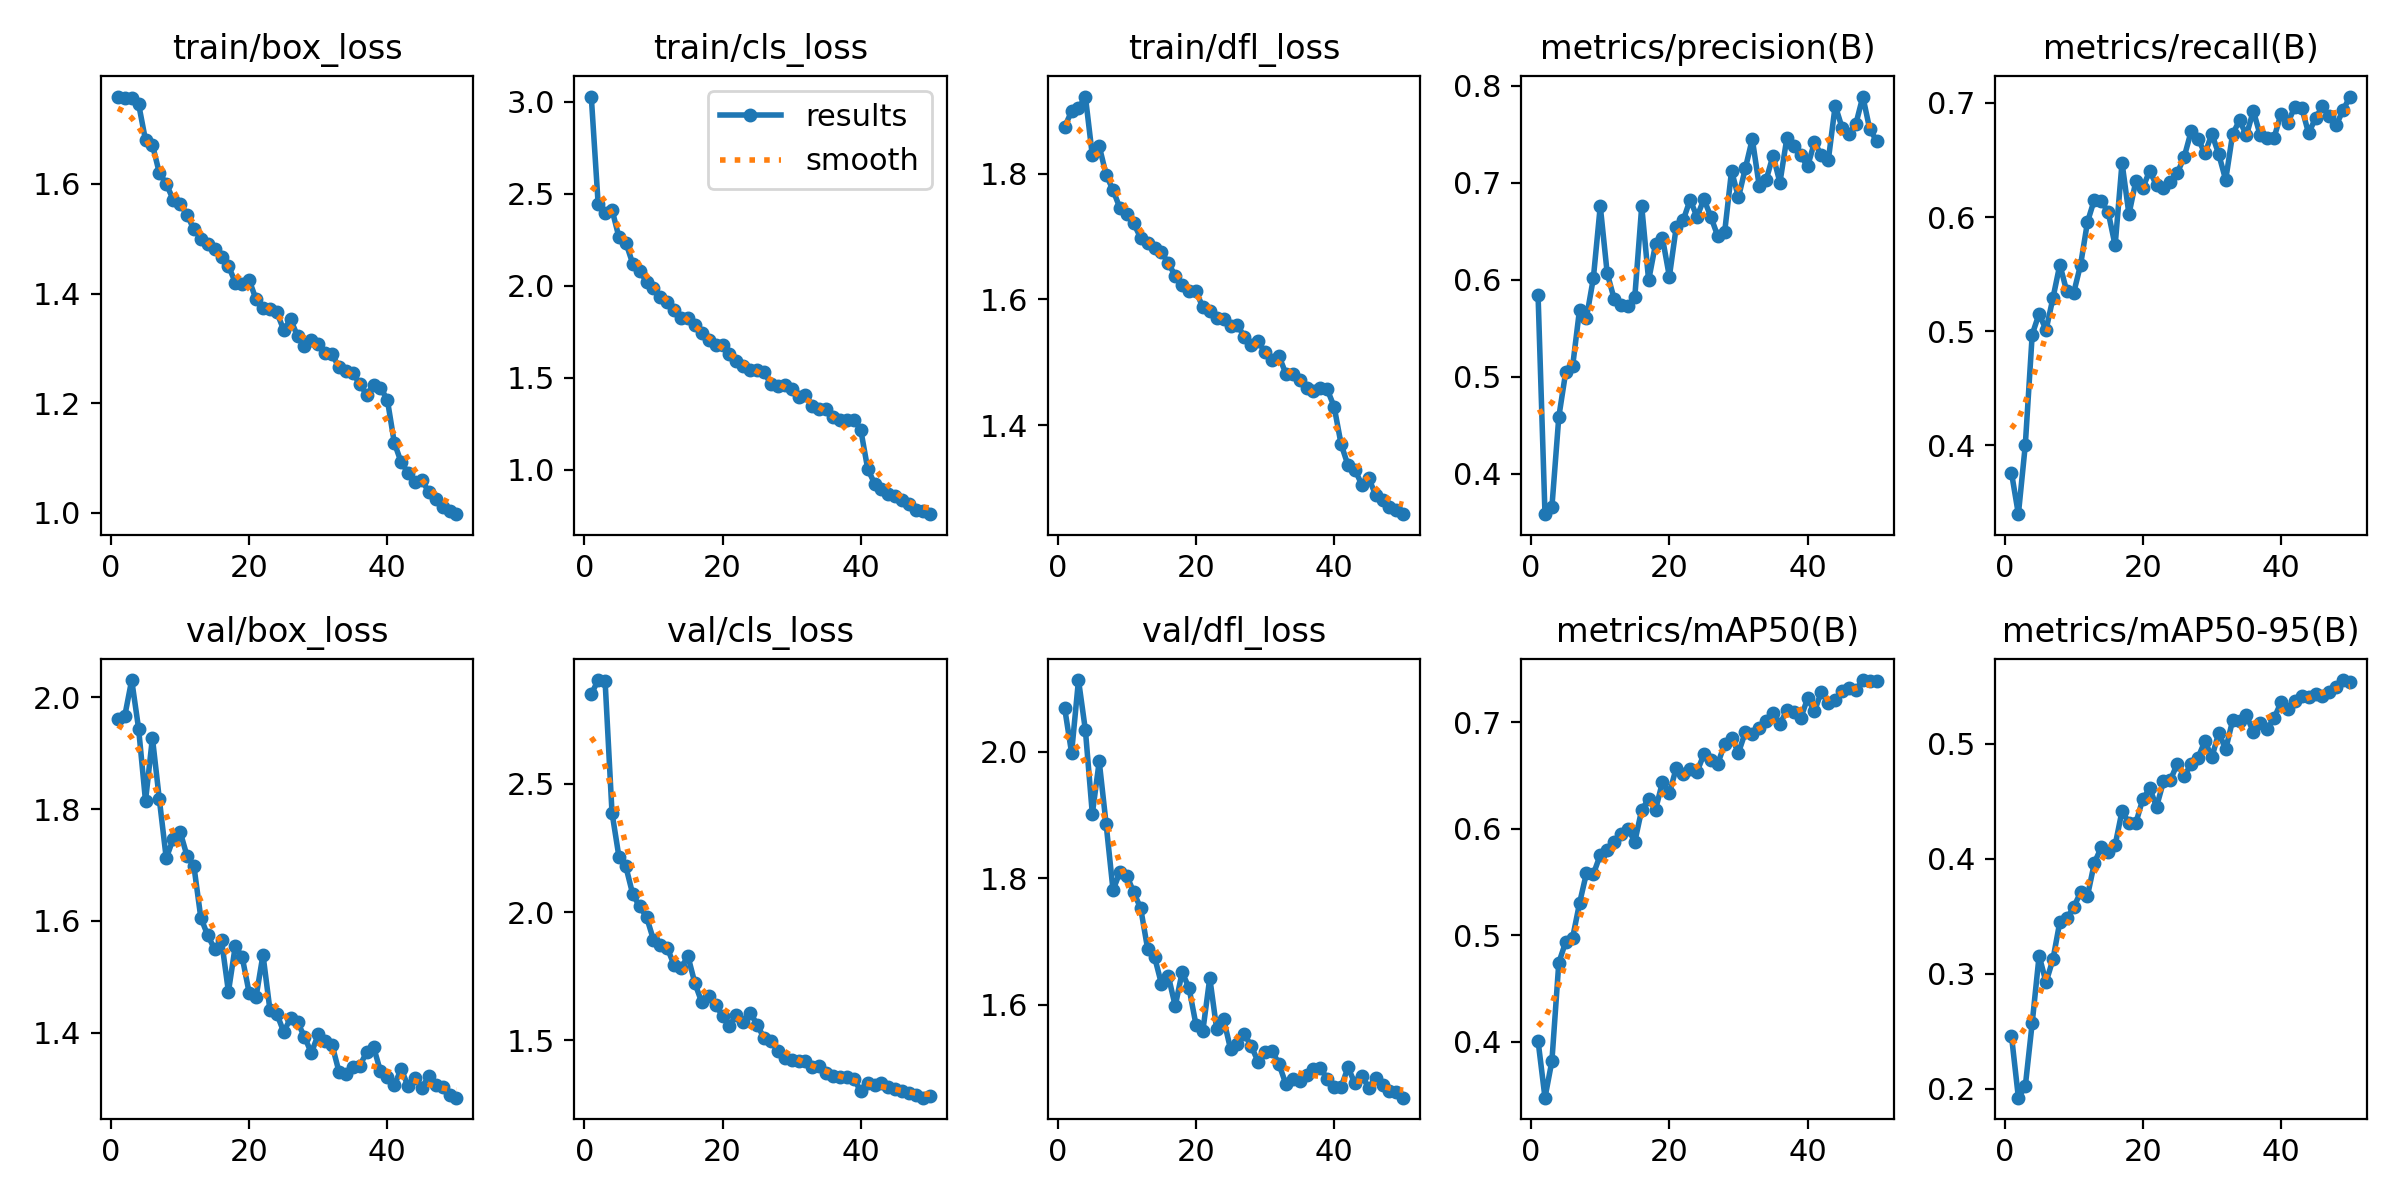 train/box_loss
train/cls_loss
train/dfl_loss
metrics/precision(B)
metrics/recall(B)
1.6
1.4
1.2
1.0
0 20 40
3.0
2.5
2.0
1.5
1.0
0 20 40
results
smooth
1.8
1.6
1.4
0 20 40
0.8
0.7
0.6
0.5
0.4
0 20 40
0.7
0.6
0.5
0.4
0 20 40
val/box_loss
val/cls_loss
val/dfl_loss
metrics/mAP50(B)
metrics/mAP50-95(B)
2.0
1.8
1.6
1.4
0 20 40
2.5
2.0
1.5
0 20 40
2.0
1.8
1.6
0 20 40
0.7
0.6
0.5
0.4
0 20 40
0.5
0.4
0.3
0.2
0 20 40